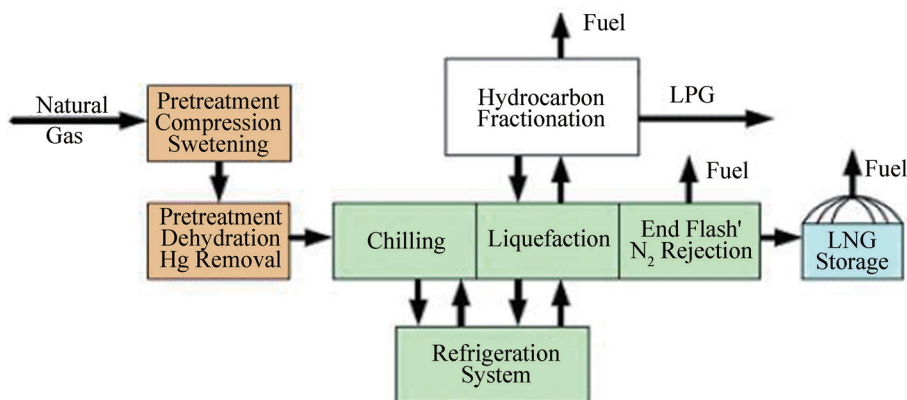 Fuel
Natural
Gas
Pretreatment
Compression
Swetening
Hydrocarbon
Fractionation
LPG
Fuel
Fuel
Pretreatment
Dehydration
Hg Removal
Chilling
Liquefaction
End Flash'
N₂ Rejection
LNG
Storage
Refrigeration
System